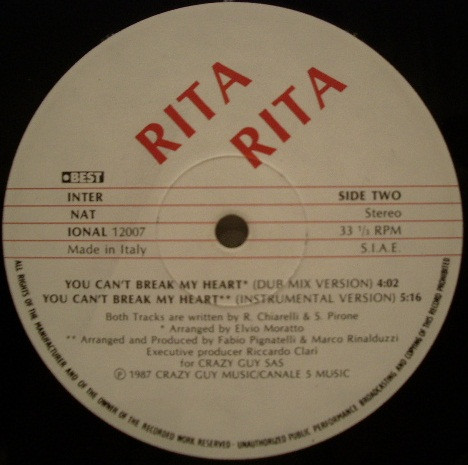 RITA
RITA
BEST
INTER
NAT
IONAL 12007
Made in Italy
SIDE TWO
Stereo
33 1/3 RPM
S.I.A.E.
YOU CAN'T BREAK MY HEART* (DUB MIX VERSION) 4:02
YOU CAN'T BREAK MY HEART** (INSTRUMENTAL VERSION) 5:16
Both Tracks are written by R. Chiarelli & S. Pirone
* Arranged by Elvio Moratto
** Arranged and Produced by Fabio Pignatelli & Marco Rinalduzzi
Executive producer Riccardo Clari
for CRAZY GUY SAS
℗ 1987 CRAZY GUY MUSIC/CANALE 5 MUSIC
ALL RIGHTS OF THE MANUFACTURER AND OF THE OWNER OF THE RECORDED WORK RESERVED - UNAUTHORIZED PUBLIC PERFORMANCE BROADCASTING AND COPYING OF THIS RECORD PROHIBITED